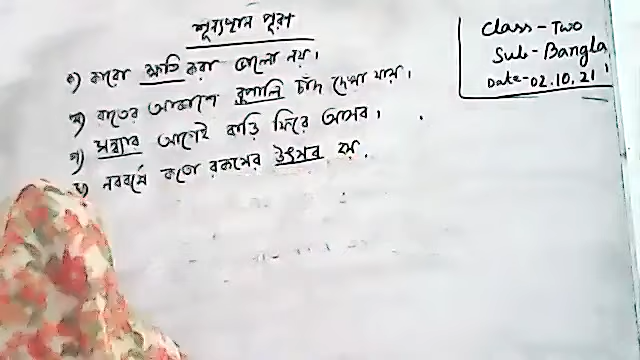 শূন্যস্থান পূরণ
Class-Two
Sub-Bangla
Date-02.10.21
ক) কারো ক্ষতি করা ভালো নয়।
খ) রাতের আকাশে রুপালি চাঁদ দেখা যায়।
গ) সন্ধ্যার আগেই বাড়ি ফিরে আসব।
ঘ) নববর্ষে কতো রকমের উৎসব হয়.